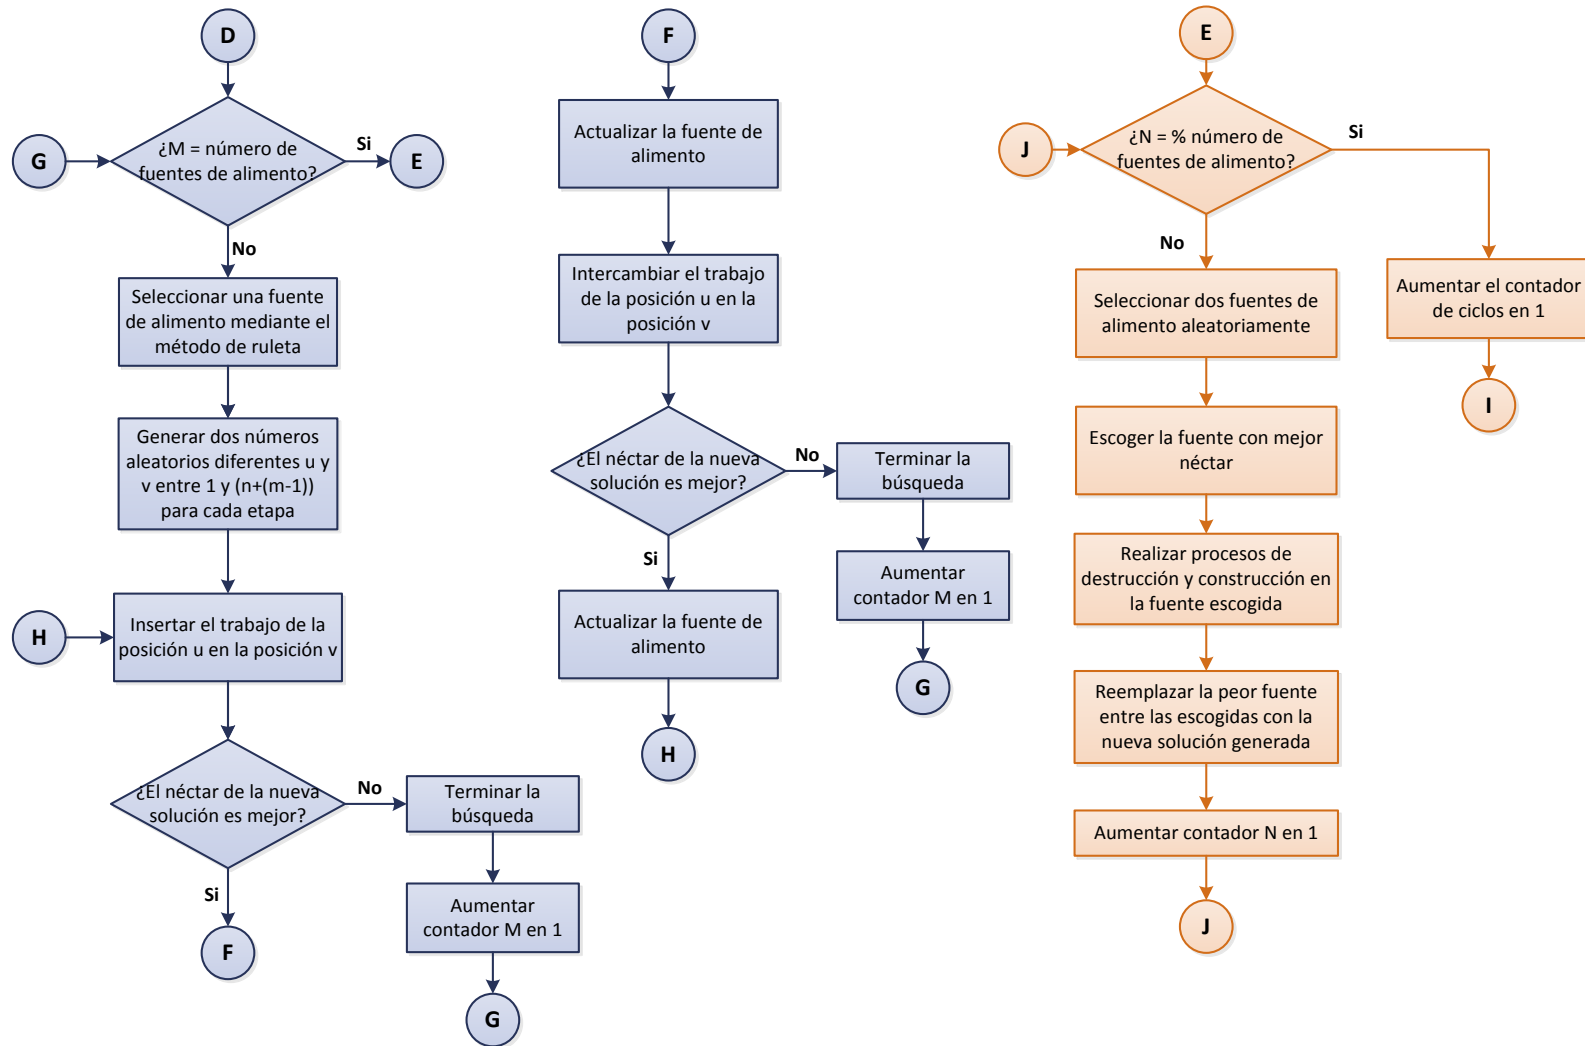 D
¿M = número de
fuentes de alimento?
G
Si
E
No
Seleccionar una fuente
de alimento mediante el
método de ruleta
Generar dos números
aleatorios diferentes u y
v entre 1 y (n+(m-1))
para cada etapa
H
Insertar el trabajo de la
posición u en la posición v
¿El néctar de la nueva
solución es mejor?
No
Terminar la
búsqueda
Si
Aumentar
contador M en 1
F
G
F
Actualizar la fuente de
alimento
Intercambiar el trabajo
de la posición u en la
posición v
¿El néctar de la nueva
solución es mejor?
No
Terminar la
búsqueda
Si
Aumentar
contador M en 1
Actualizar la fuente de
alimento
G
H
E
¿N = % número de
fuentes de alimento?
J
Si
No
Aumentar el contador
de ciclos en 1
I
Seleccionar dos fuentes de
alimento aleatoriamente
Escoger la fuente con mejor
néctar
Realizar procesos de
destrucción y construcción en
la fuente escogida
Reemplazar la peor fuente
entre las escogidas con la
nueva solución generada
Aumentar contador N en 1
J